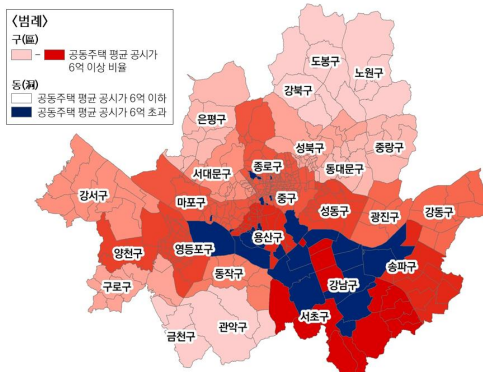 〈범례〉
구(區)
– 공동주택 평균 공시가
6억 이상 비율
동(洞)
공동주택 평균 공시가 6억 이하
공동주택 평균 공시가 6억 초과
도봉구
노원구
강북구
은평구
성북구
중랑구
종로구
서대문구
동대문구
강서구
마포구
중구
성동구
광진구
강동구
양천구
영등포구
용산구
송파구
구로구
동작구
강남구
서초구
금천구
관악구